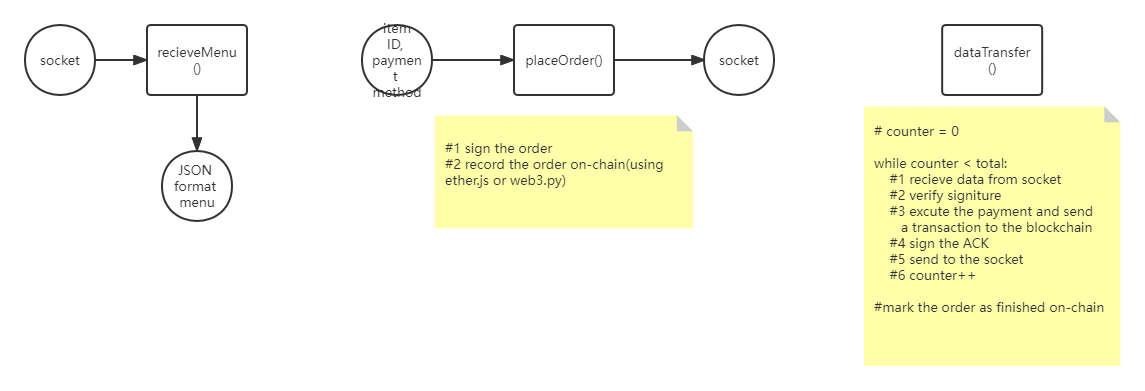 socket
recieveMenu
()
JSON
format
menu
item
ID,
paymen
t
method
placeOrder()
socket
#1 sign the order
#2 record the order on-chain(using
ether.js or web3.py)
dataTransfer
()
# counter = 0
while counter < total:
#1 recieve data from socket
#2 verify signiture
#3 excute the payment and send
a transaction to the blockchain
#4 sign the ACK
#5 send to the socket
#6 counter++
#mark the order as finished on-chain